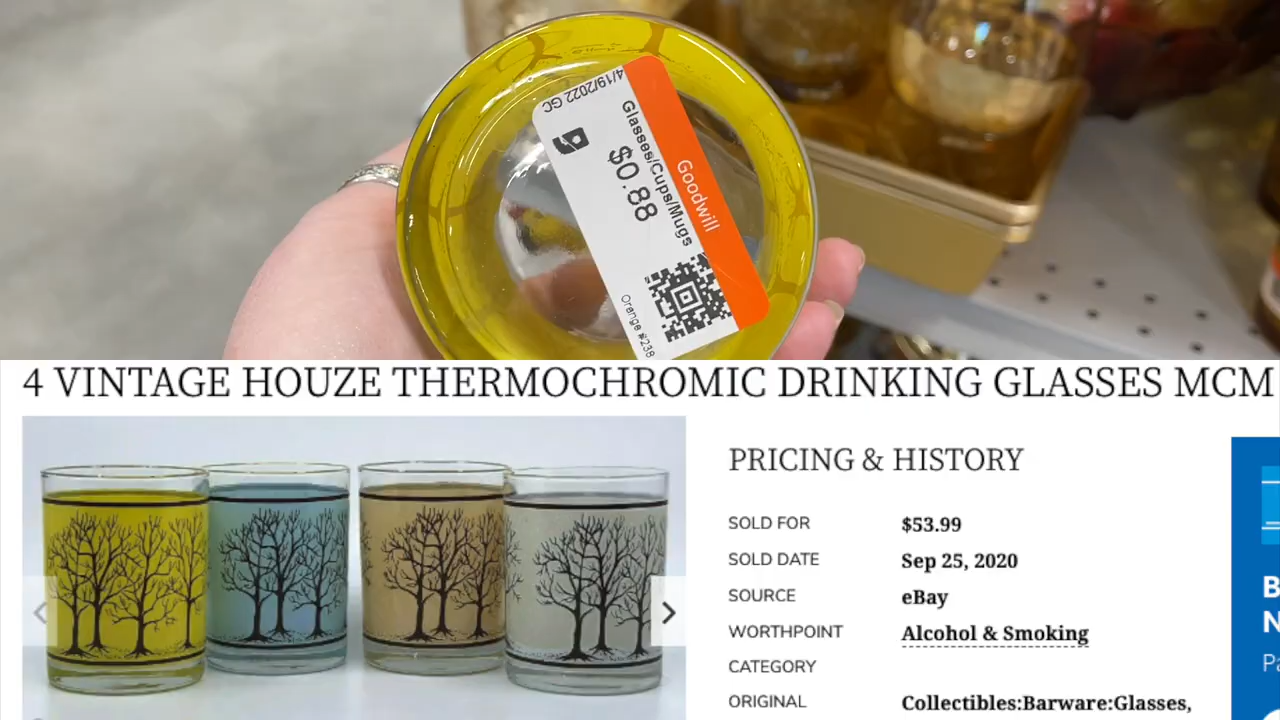 4/19/2022 GC
Glasses/Cups/Mugs
$0.88
Goodwill
Orange #238
4 VINTAGE HOUZE THERMOCHROMIC DRINKING GLASSES MCM
PRICING & HISTORY
SOLD FOR $53.99
SOLD DATE Sep 25, 2020
SOURCE eBay
WORTHPOINT Alcohol & Smoking
CATEGORY
ORIGINAL Collectibles:Barware:Glasses,
B
N
Pa